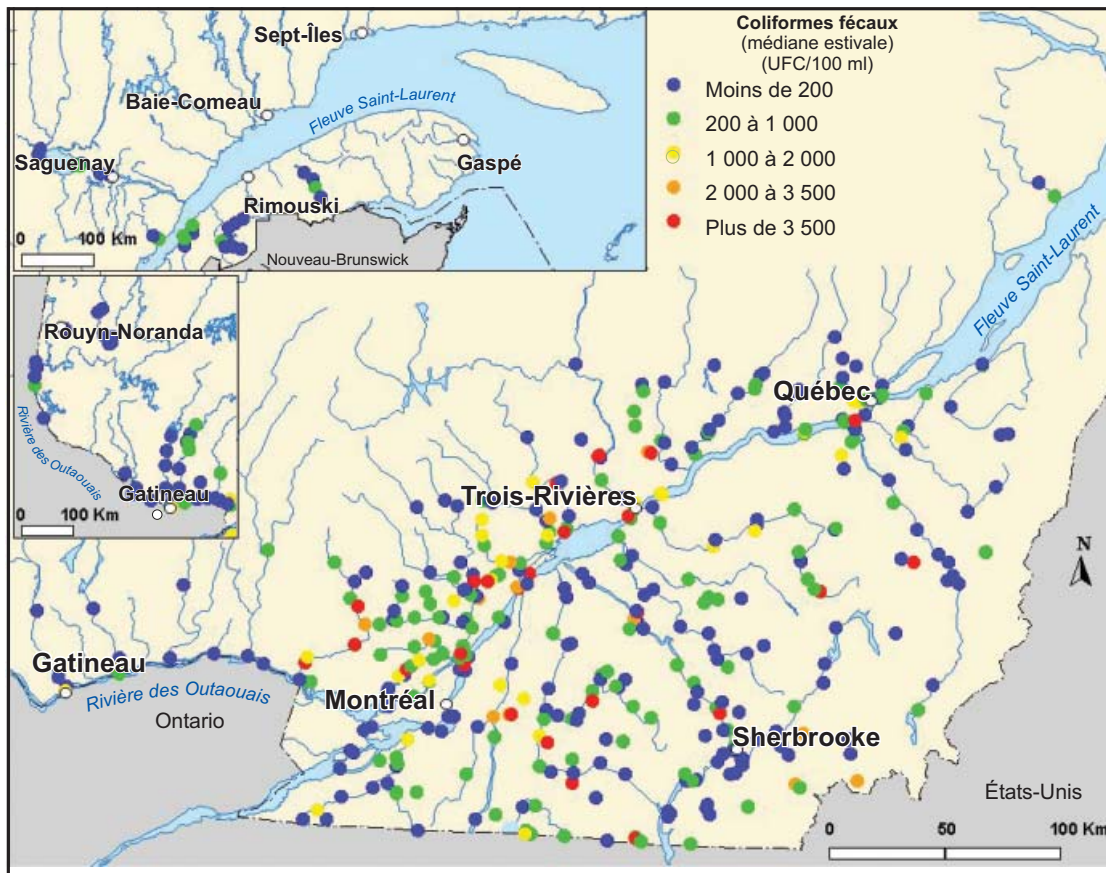 Coliformes fécaux
(médiane estivale)
(UFC/100 ml)
Moins de 200
200 à 1 000
1 000 à 2 000
2 000 à 3 500
Plus de 3 500
Sept-Îles
Baie-Comeau
Fleuve Saint-Laurent
Saguenay
Gaspé
Rimouski
0 100 Km
Nouveau-Brunswick
Rouyn-Noranda
Rivière des Outaouais
Gatineau
0 100 Km
Fleuve Saint-Laurent
Québec
Trois-Rivières
N
Gatineau
Rivière des Outaouais
Montréal
Ontario
Sherbrooke
États-Unis
0 50 100 Km